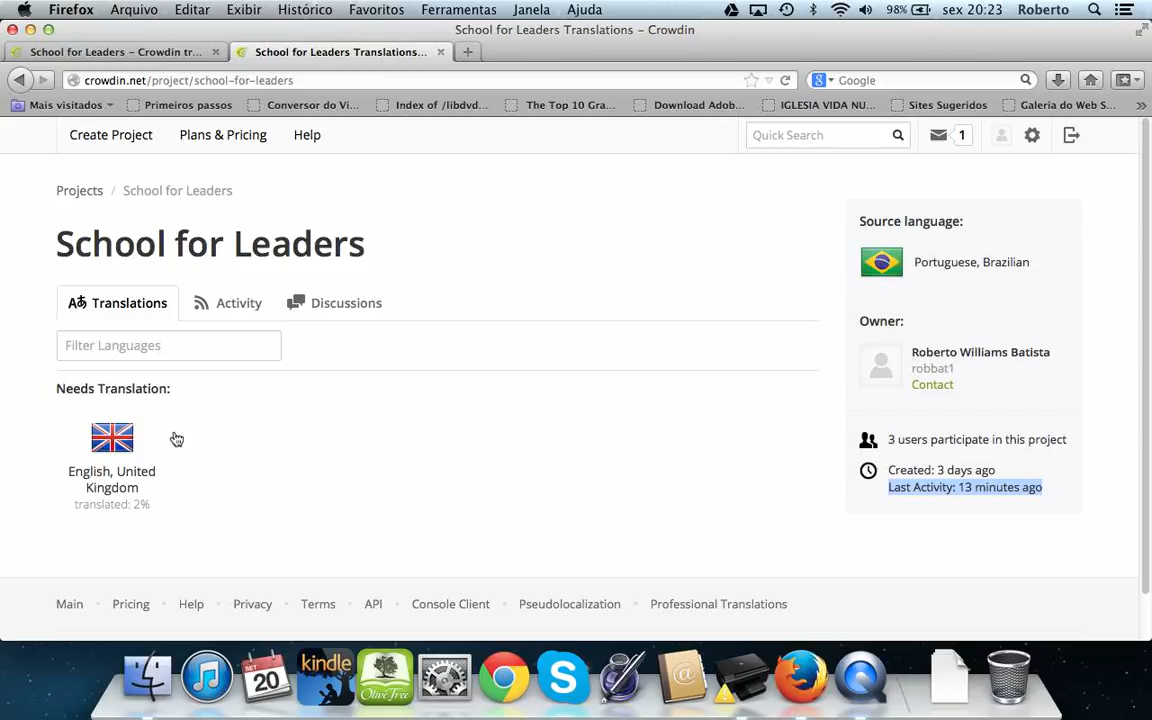 Firefox Arquivo Editar Exibir Histórico Favoritos Ferramentas Janela Ajuda 98% sex 20:23 Roberto
School for Leaders Translations – Crowdin
School for Leaders – Crowdin tr... School for Leaders Translations...
crowdin.net/project/school-for-leaders Google
Mais visitados Primeiros passos Conversor do Vi... Index of /libdvd... The Top 10 Gra... Download Adob... IGLESIA VIDA NU... Sites Sugeridos Galeria do Web S...
Create Project Plans & Pricing Help Quick Search 1
Projects / School for Leaders
School for Leaders
Translations Activity Discussions
Filter Languages
Needs Translation:
English, United
Kingdom
translated: 2%
Source language:
Portuguese, Brazilian
Owner:
Roberto Williams Batista
robbat1
Contact
3 users participate in this project
Created: 3 days ago
Last Activity: 13 minutes ago
Main Pricing Help Privacy Terms API Console Client Pseudolocalization Professional Translations
SET
20
kindle
Olive Tree